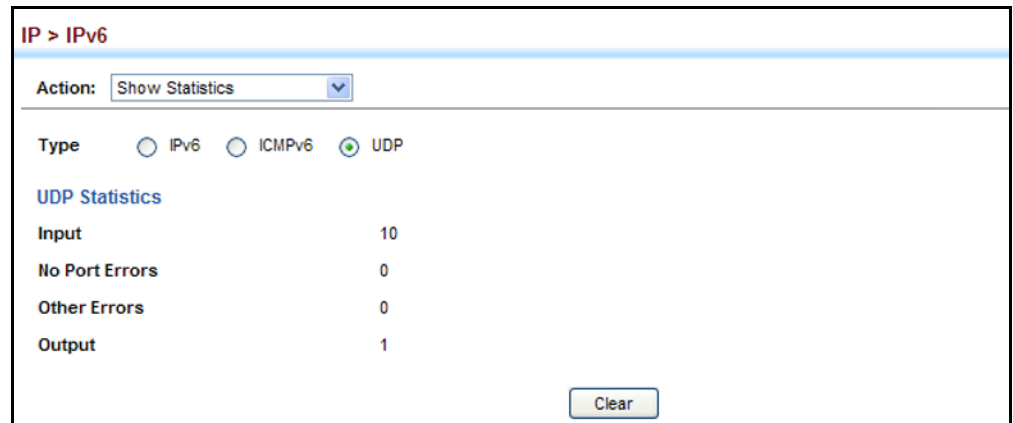 IP > IPv6
Action: Show Statistics
Type IPv6 ICMPv6 UDP
UDP Statistics
Input 10
No Port Errors 0
Other Errors 0
Output 1
Clear